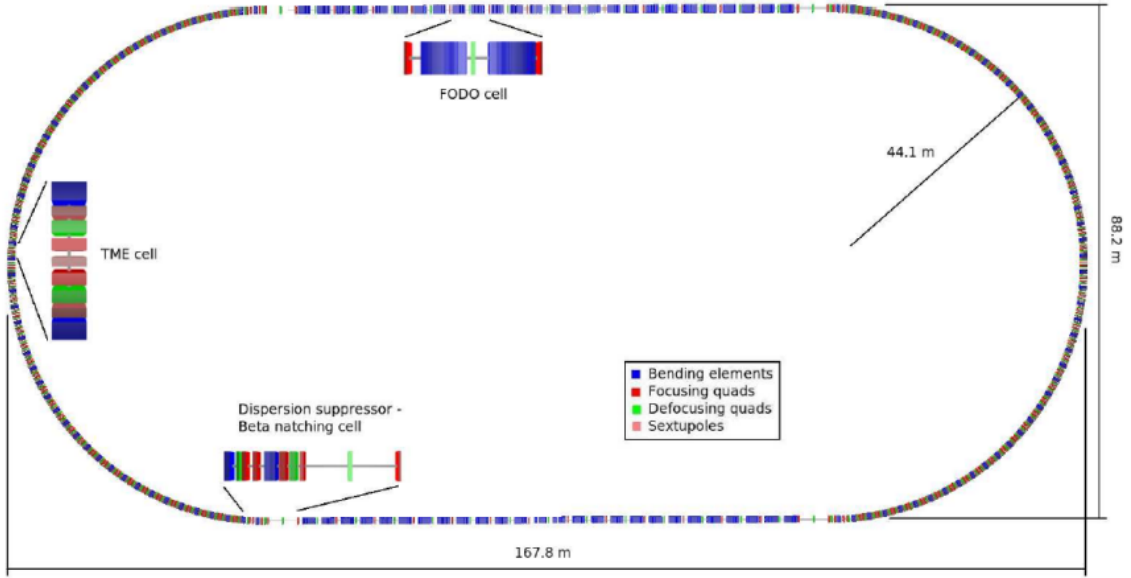 FODO cell
44.1 m
88.2 m
TME cell
Bending elements
Focusing quads
Defocusing quads
Sextupoles
Dispersion suppressor -
Beta natching cell
167.8 m